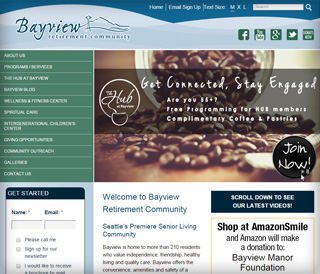 Home | Email Sign Up | Text Size: M X L
Search
Bayview
retirement community
ABOUT US
PROGRAMS / SERVICES
THE HUB AT BAYVIEW
BAYVIEW BLOG
WELLNESS & FITNESS CENTER
SPIRITUAL CARE
INTERGENERATIONAL CHILDREN'S
CENTER
GIVING OPPORTUNITIES
COMMUNITY OUTREACH
GALLERIES
CONTACT US
Get Connected, Stay Engaged
THE
Hub
AT BAYVIEW
Are you 55+?
Free Programming for HUB members
Complimentary Coffee & Pastries
Join
Now!
GET STARTED
Name: *
Email: *
Please call me
Sign up for our
newsletter
I would like to receive
a brochure by mail
Welcome to Bayview
Retirement Community
Seattle's Premiere Senior Living
Community
Bayview is home to more than 210 residents
who value independence, friendship, healthy
living and quality care. Bayview offers the
convenience, amenities and safety of a
SCROLL DOWN TO SEE
OUR LATEST VIDEOS!
Shop at AmazonSmile
and Amazon will make
a donation to:
Bayview Manor
Foundation